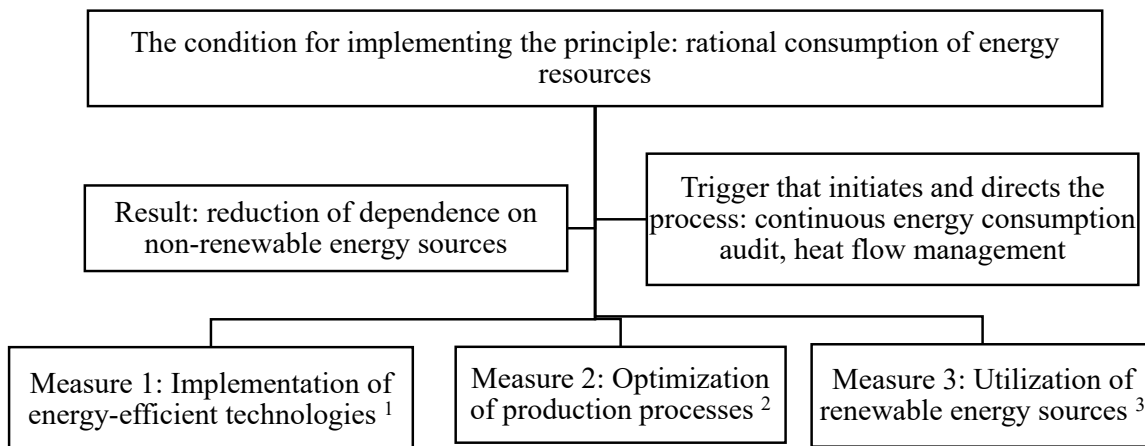 The condition for implementing the principle: rational consumption of energy
resources
Result: reduction of dependence on
non-renewable energy sources
Trigger that initiates and directs the
process: continuous energy consumption
audit, heat flow management
Measure 1: Implementation of
energy-efficient technologies ¹
Measure 2: Optimization
of production processes ²
Measure 3: Utilization of
renewable energy sources ³